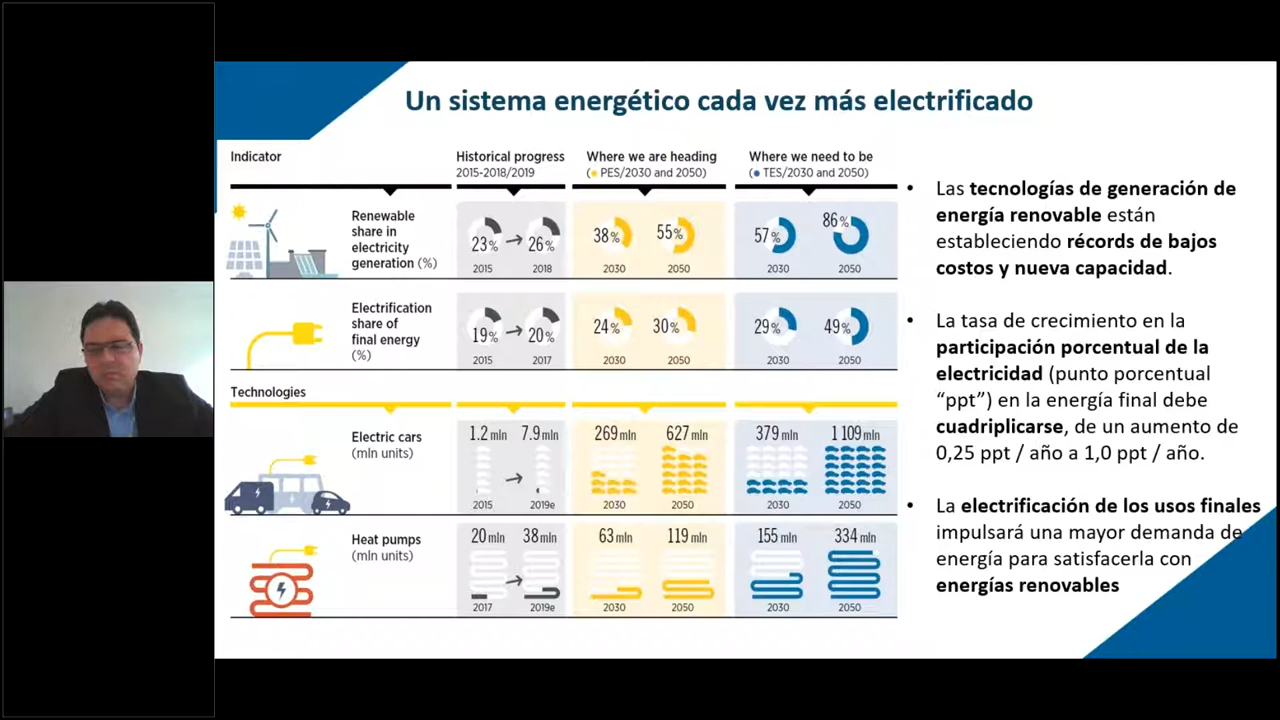 Un sistema energético cada vez más electrificado
Indicator
Historical progress
2015-2018/2019
Where we are heading
(● PES/2030 and 2050)
Where we need to be
(● TES/2030 and 2050)
Renewable
share in
electricity
generation (%)
23% → 26%
38% 55%
57% 86%
2015 2018
2030 2050
2030 2050
Electrification
share of
final energy
(%)
19% → 20%
24% 30%
29% 49%
2015 2017
2030 2050
2030 2050
Technologies
Electric cars
(mln units)
1.2 mln 7.9 mln
269 mln 627 mln
379 mln 1 109 mln
→
2015 2019e
2030 2050
2030 2050
Heat pumps
(mln units)
20 mln 38 mln
63 mln 119 mln
155 mln 334 mln
→
2017 2019e
2030 2050
2030 2050
• Las tecnologías de generación de
energía renovable están
estableciendo récords de bajos
costos y nueva capacidad.
• La tasa de crecimiento en la
participación porcentual de la
electricidad (punto porcentual
“ppt”) en la energía final debe
cuadriplicarse, de un aumento de
0,25 ppt / año a 1,0 ppt / año.
• La electrificación de los usos finales
impulsará una mayor demanda de
energía para satisfacerla con
energías renovables